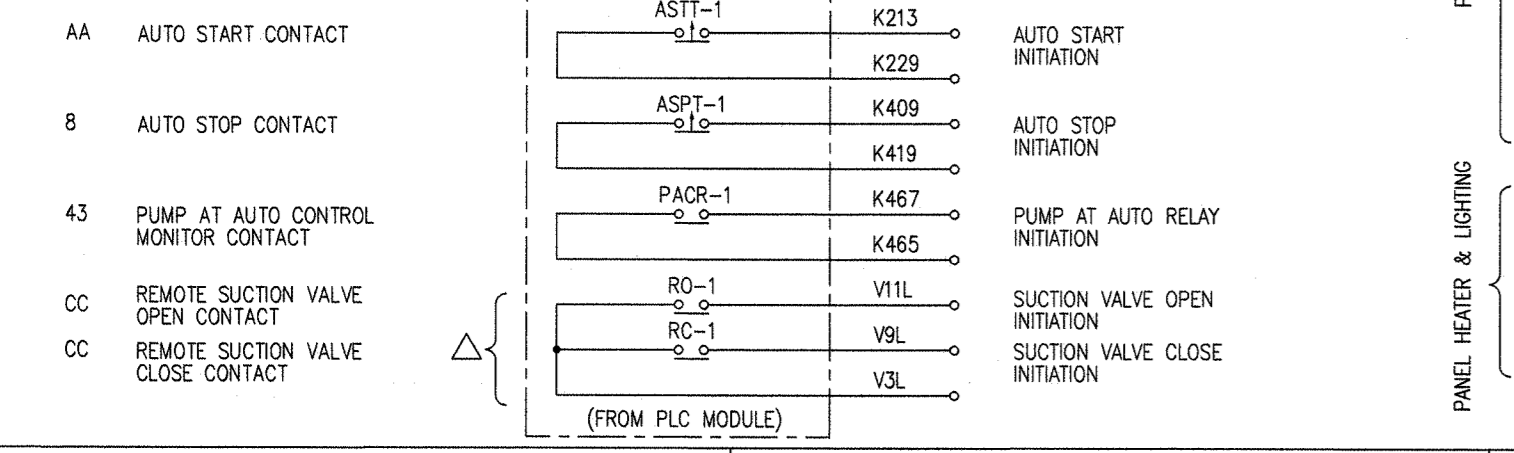 AA AUTO START CONTACT ASTT-1 K213 AUTO START
K229 INITIATION
8 AUTO STOP CONTACT ASPT-1 K409 AUTO STOP
K419 INITIATION
43 PUMP AT AUTO CONTROL PACR-1 K467 PUMP AT AUTO RELAY
MONITOR CONTACT K465 INITIATION
CC REMOTE SUCTION VALVE RO-1 V11L SUCTION VALVE OPEN
OPEN CONTACT INITIATION
CC REMOTE SUCTION VALVE RC-1 V9L SUCTION VALVE CLOSE
CLOSE CONTACT V3L INITIATION
(FROM PLC MODULE)
PANEL HEATER & LIGHTING